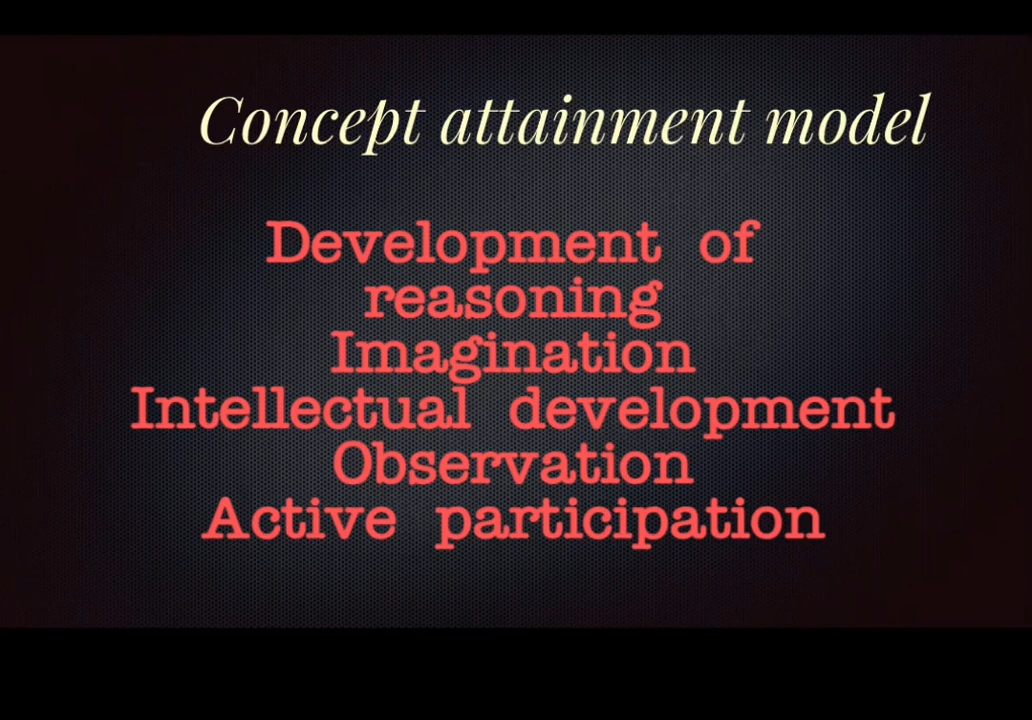 Concept attainment model
Development of
reasoning
Imagination
Intellectual development
Observation
Active participation